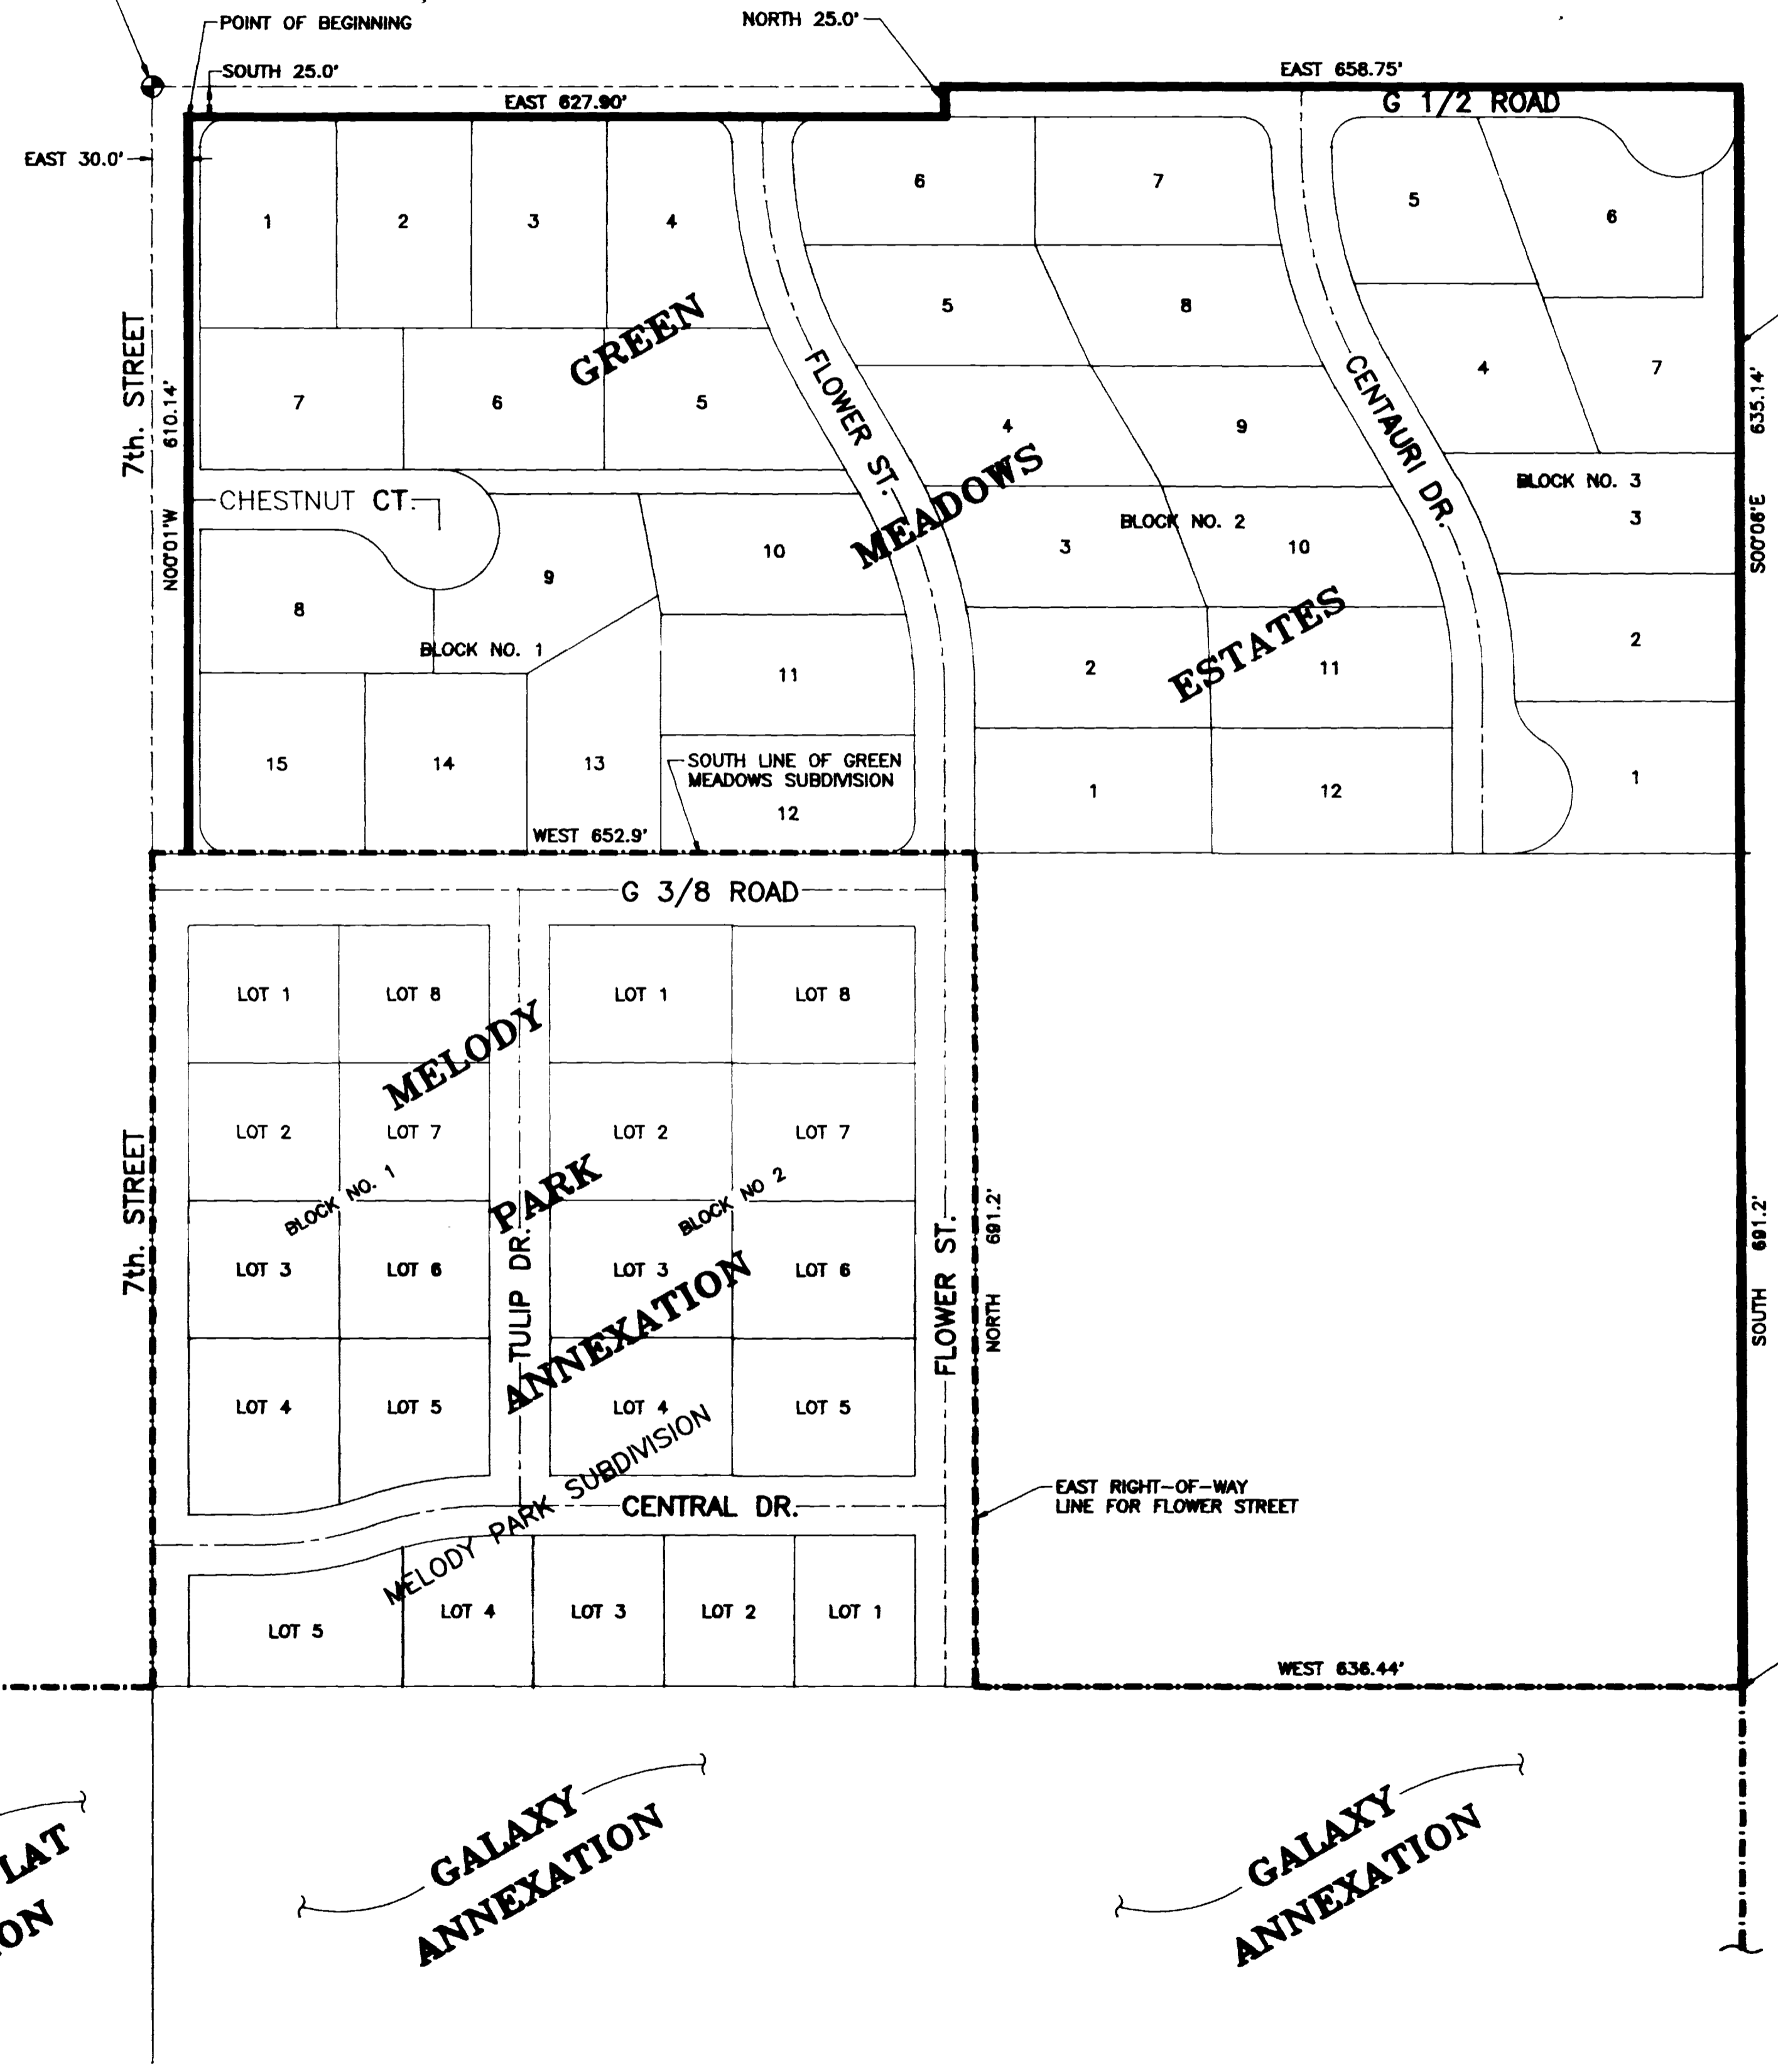 POINT OF BEGINNING
NORTH 25.0'
SOUTH 25.0'
EAST 658.75'
EAST 627.90'
G 1/2 ROAD
EAST 30.0'
1
2
3
4
6
7
5
6
7th. STREET
610.14'
N00°01'W
GREEN
MEADOWS
ESTATES
FLOWER ST.
CENTAURI DR.
5
8
4
7
635.14'
S00°06'E
7
6
5
4
9
BLOCK NO. 3
3
CHESTNUT CT.
BLOCK NO. 2
3
10
10
9
8
BLOCK NO. 1
11
2
11
2
15
14
13
SOUTH LINE OF GREEN
MEADOWS SUBDIVISION
12
1
12
1
WEST 652.9'
G 3/8 ROAD
LOT 1
LOT 8
LOT 1
LOT 8
MELODY
PARK
ANNEXATION
LOT 2
LOT 7
LOT 2
LOT 7
7th. STREET
BLOCK NO. 1
BLOCK NO 2
TULIP DR.
FLOWER ST.
NORTH 691.2'
SOUTH 691.2'
LOT 3
LOT 6
LOT 3
LOT 6
LOT 4
LOT 5
LOT 4
LOT 5
MELODY PARK SUBDIVISION
CENTRAL DR.
EAST RIGHT-OF-WAY
LINE FOR FLOWER STREET
LOT 5
LOT 4
LOT 3
LOT 2
LOT 1
WEST 636.44'
GALAXY
ANNEXATION
GALAXY
ANNEXATION
LAT
ON